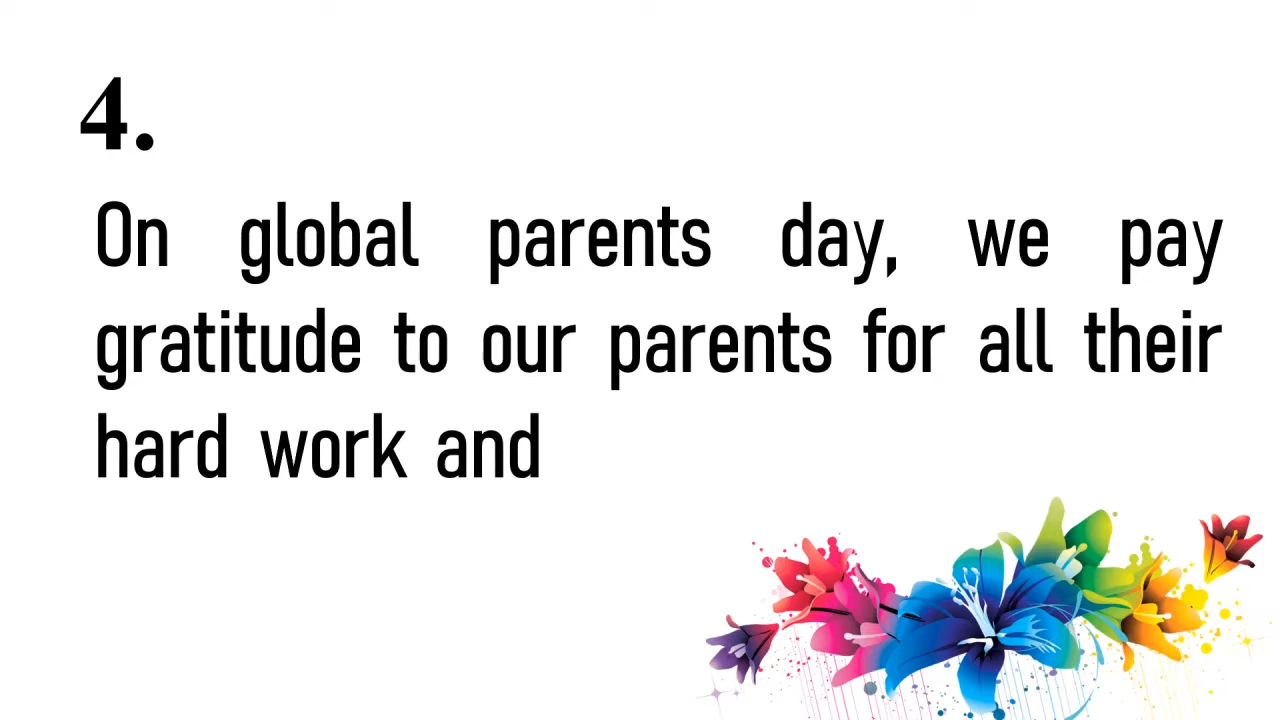 4.
On global parents day, we pay
gratitude to our parents for all their
hard work and